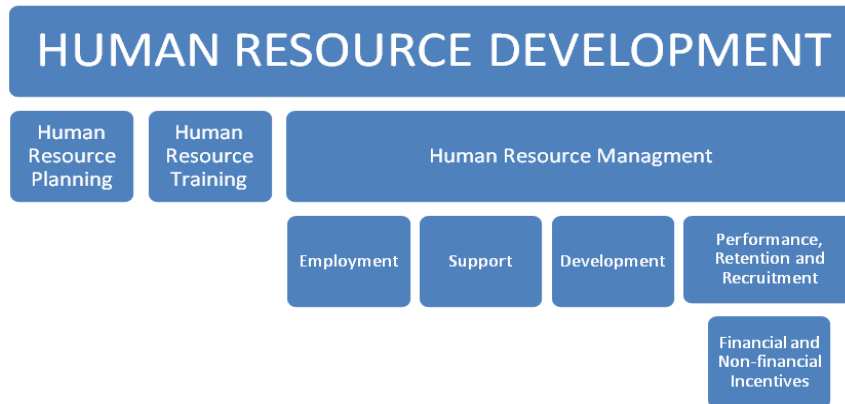 HUMAN RESOURCE DEVELOPMENT
Human
Resource
Planning
Human
Resource
Training
Human Resource Managment
Employment
Support
Development
Performance,
Retention and
Recruitment
Financial and
Non-financial
Incentives